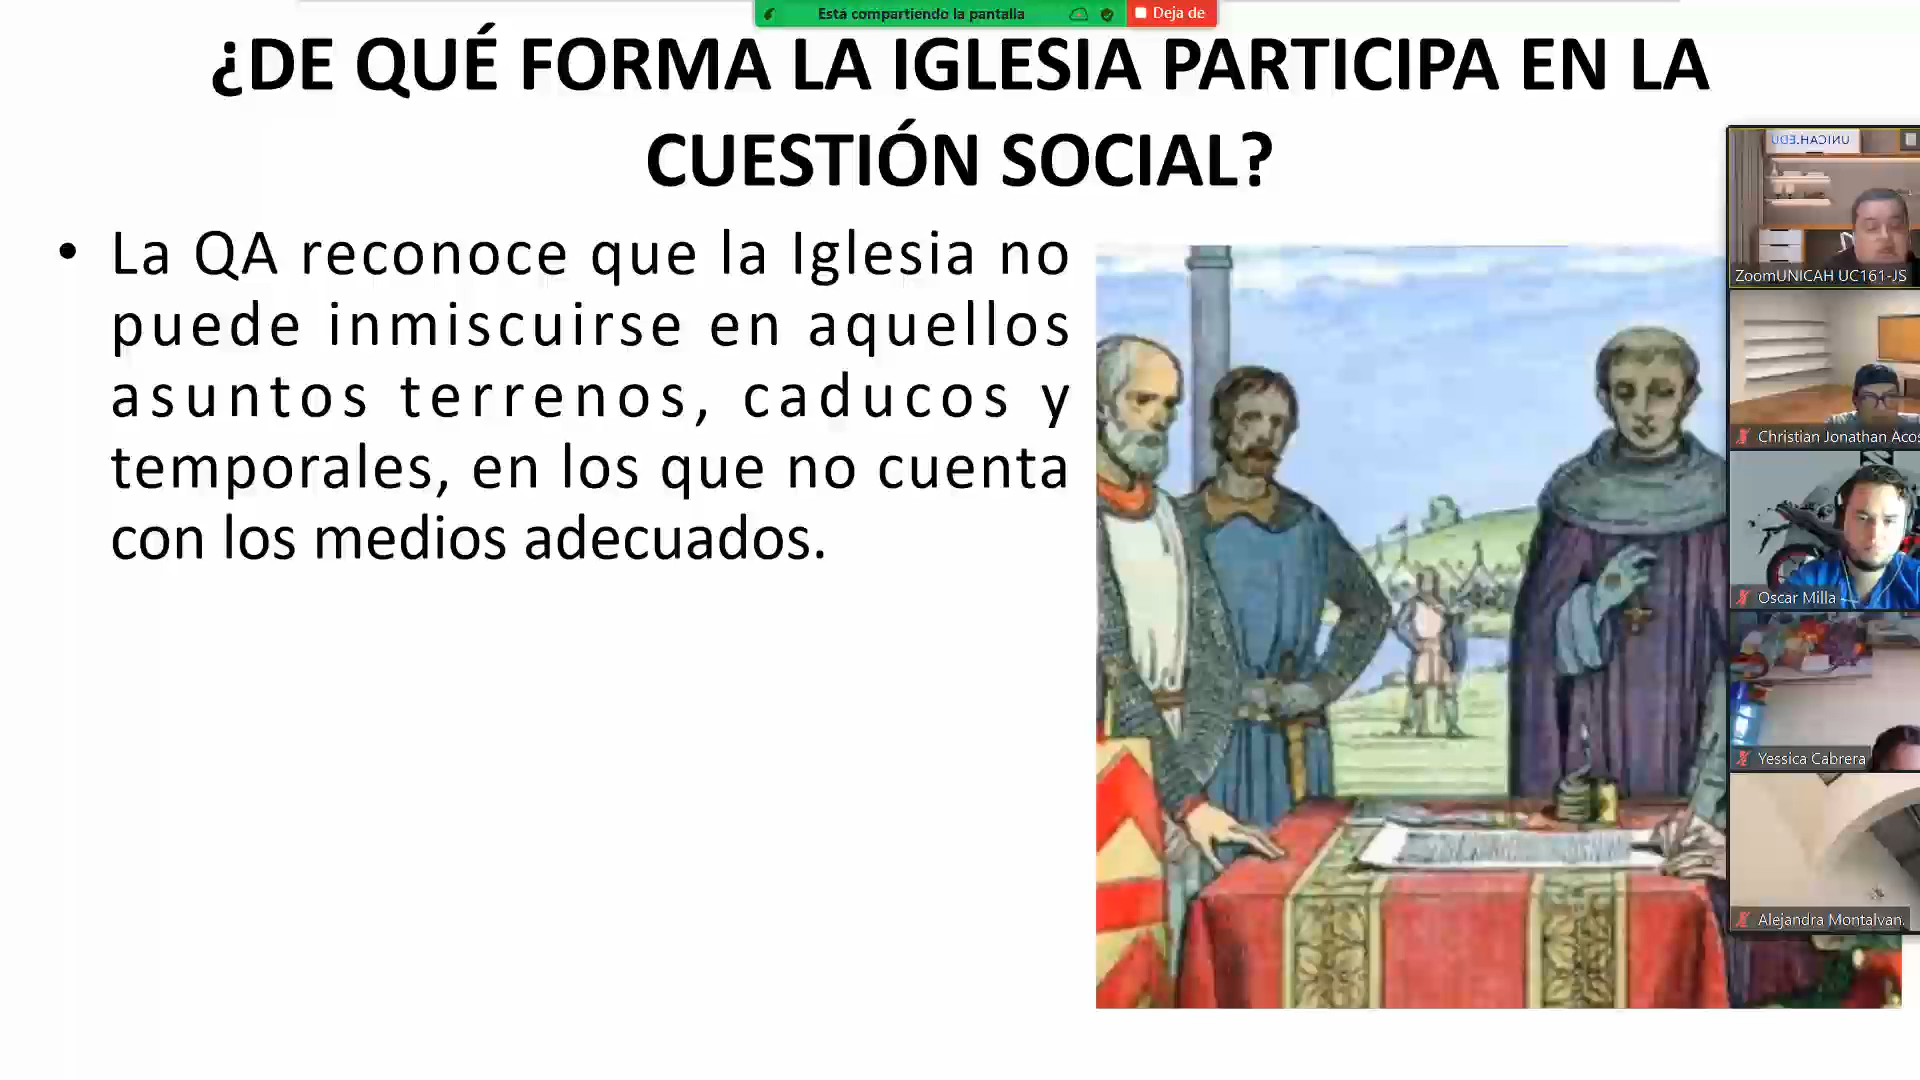 Está compartiendo la pantalla
Deja de
¿DE QUÉ FORMA LA IGLESIA PARTICIPA EN LA
CUESTIÓN SOCIAL?
• La QA reconoce que la Iglesia no
puede inmiscuirse en aquellos
asuntos terrenos, caducos y
temporales, en los que no cuenta
con los medios adecuados.
UNICAH.EDU
ZoomUNICAH UC161-JS
Christian Jonathan Acos
Oscar Milla
Yessica Cabrera
Alejandra Montalvan.